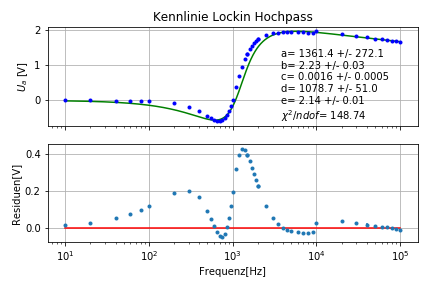 Kennlinie Lockin Hochpass
2
1
0
U_a [V]
a= 1361.4 +/- 272.1
b= 2.23 +/- 0.03
c= 0.0016 +/- 0.0005
d= 1078.7 +/- 51.0
e= 2.14 +/- 0.01
χ²/ndof= 148.74
0.4
0.2
0.0
Residuen[V]
10¹ 10² 10³ 10⁴ 10⁵
Frequenz[Hz]